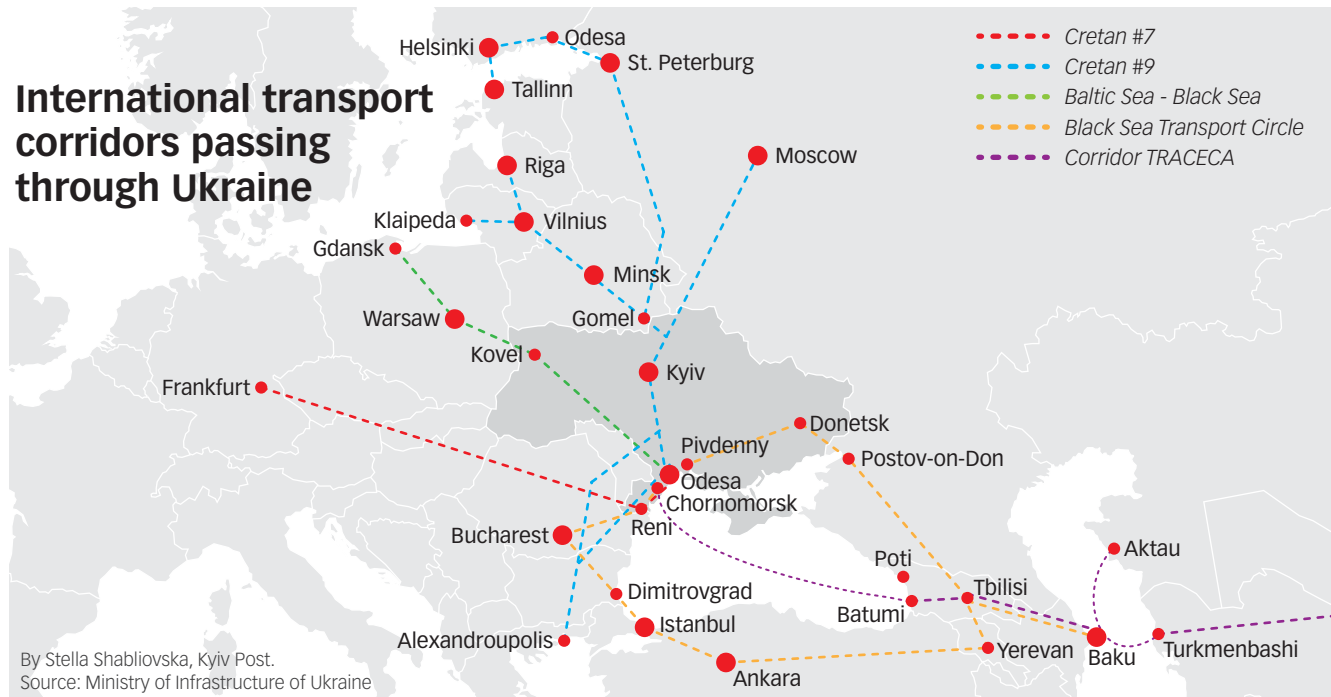 International transport
corridors passing
through Ukraine
Cretan #7
Cretan #9
Baltic Sea - Black Sea
Black Sea Transport Circle
Corridor TRACECA
Helsinki
Odesa
St. Peterburg
Tallinn
Riga
Moscow
Klaipeda
Vilnius
Gdansk
Minsk
Warsaw
Gomel
Kovel
Kyiv
Frankfurt
Donetsk
Pivdenny
Postov-on-Don
Odesa
Chornomorsk
Reni
Bucharest
Aktau
Poti
Dimitrovgrad
Tbilisi
Batumi
Istanbul
Alexandroupolis
Yerevan
Baku
Turkmenbashi
Ankara
By Stella Shabliovska, Kyiv Post.
Source: Ministry of Infrastructure of Ukraine